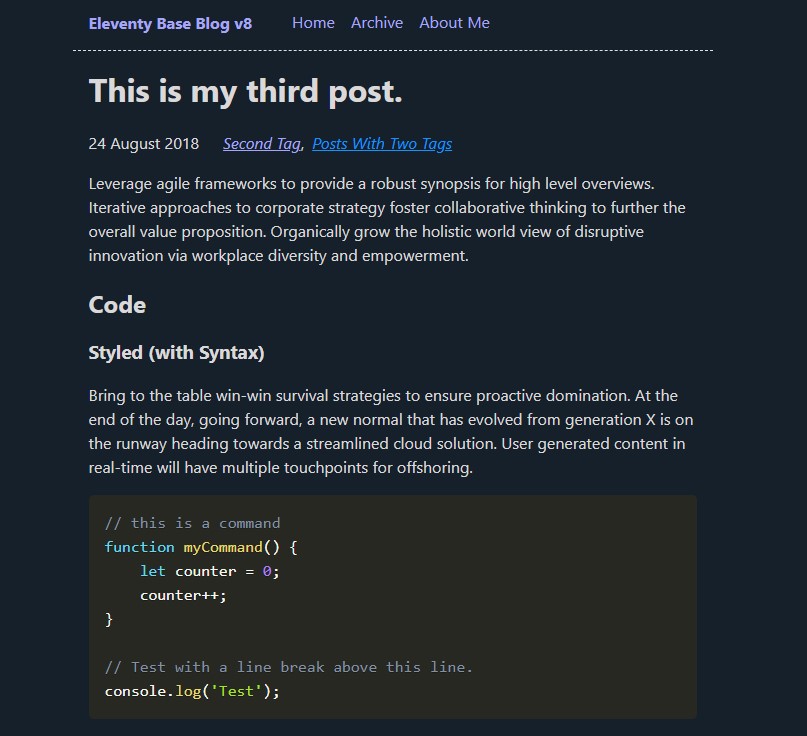 Eleventy Base Blog v8 Home Archive About Me
This is my third post.
24 August 2018 Second Tag, Posts With Two Tags
Leverage agile frameworks to provide a robust synopsis for high level overviews.
Iterative approaches to corporate strategy foster collaborative thinking to further the
overall value proposition. Organically grow the holistic world view of disruptive
innovation via workplace diversity and empowerment.
Code
Styled (with Syntax)
Bring to the table win-win survival strategies to ensure proactive domination. At the
end of the day, going forward, a new normal that has evolved from generation X is on
the runway heading towards a streamlined cloud solution. User generated content in
real-time will have multiple touchpoints for offshoring.
// this is a command
function myCommand() {
    let counter = 0;
    counter++;
}
// Test with a line break above this line.
console.log('Test');